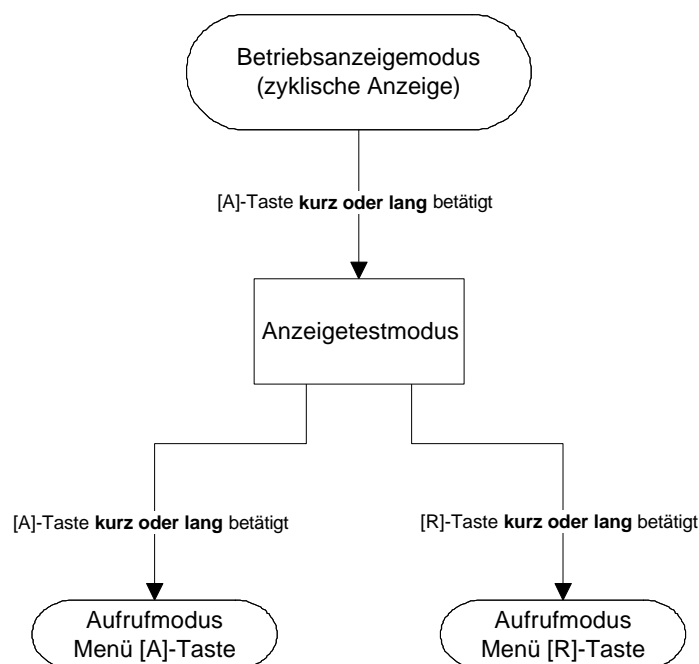 Betriebsanzeigemodus
(zyklische Anzeige)
[A]-Taste kurz oder lang betätigt
Anzeigetestmodus
[A]-Taste kurz oder lang betätigt
[R]-Taste kurz oder lang betätigt
Aufrufmodus
Menü [A]-Taste
Aufrufmodus
Menü [R]-Taste